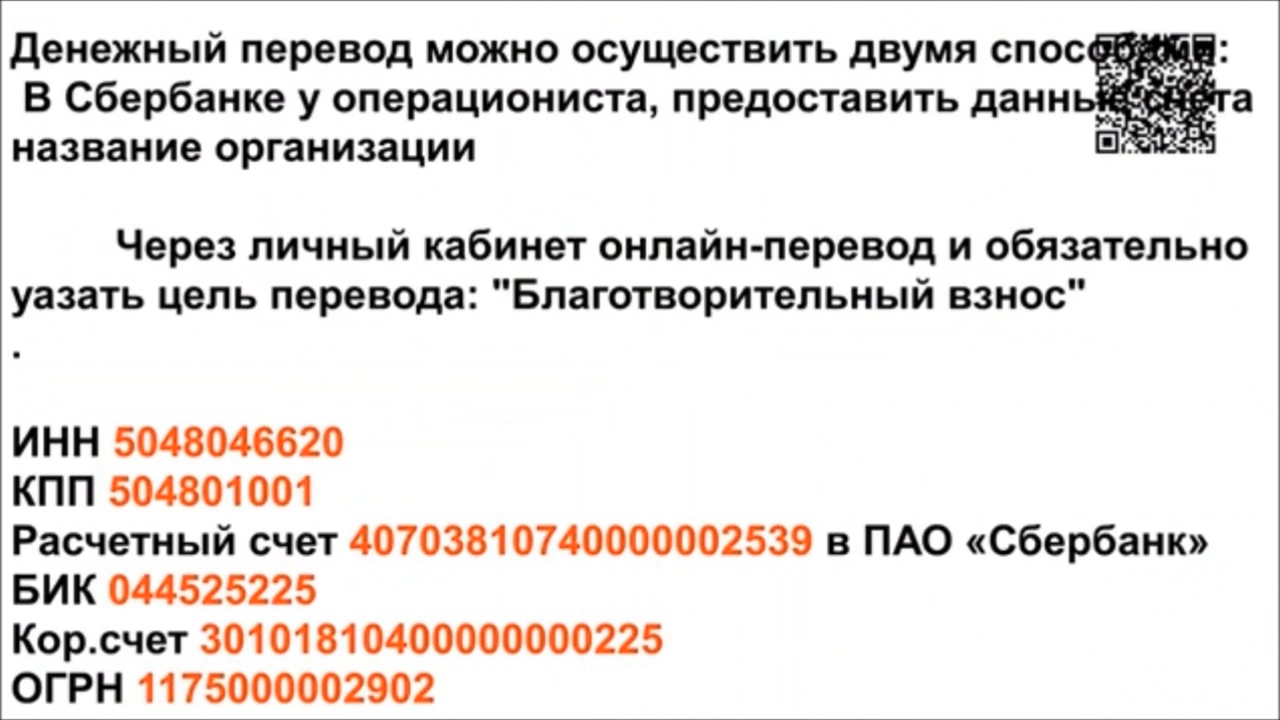 Денежный перевод можно осуществить двумя способами:
В Сбербанке у операциониста, предоставить данные счета
название организации
Через личный кабинет онлайн-перевод и обязательно
уазать цель перевода: "Благотворительный взнос"
.
ИНН 5048046620
КПП 504801001
Расчетный счет 40703810740000002539 в ПАО «Сбербанк»
БИК 044525225
Кор.счет 30101810400000000225
ОГРН 1175000002902